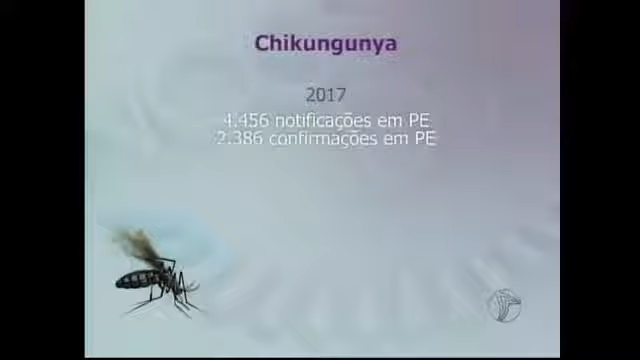 Chikungunya
2017
4.456 notificações em PE
2.386 confirmações em PE